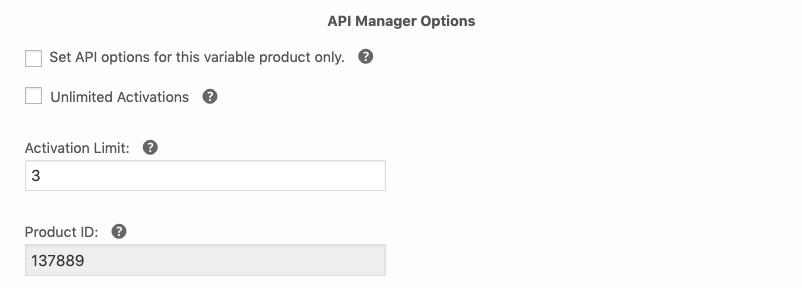 API Manager Options
Set API options for this variable product only. ?
Unlimited Activations ?
Activation Limit: ?
3
Product ID: ?
137889